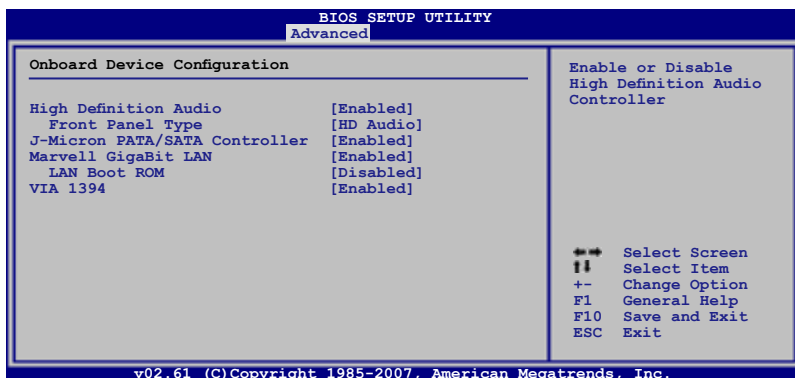 BIOS SETUP UTILITY
Advanced
Onboard Device Configuration
High Definition Audio [Enabled]
Front Panel Type [HD Audio]
J-Micron PATA/SATA Controller [Enabled]
Marvell GigaBit LAN [Enabled]
LAN Boot ROM [Disabled]
VIA 1394 [Enabled]
Enable or Disable
High Definition Audio
Controller
←→ Select Screen
↑↓ Select Item
+- Change Option
F1 General Help
F10 Save and Exit
ESC Exit
v02.61 (C)Copyright 1985-2007, American Megatrends, Inc.